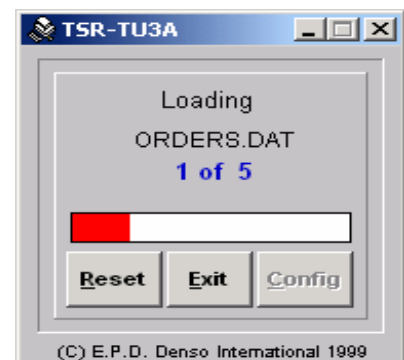 TSR-TU3A
Loading
ORDERS.DAT
1 of 5
Reset Exit Config
(C) E.P.D. Denso International 1999